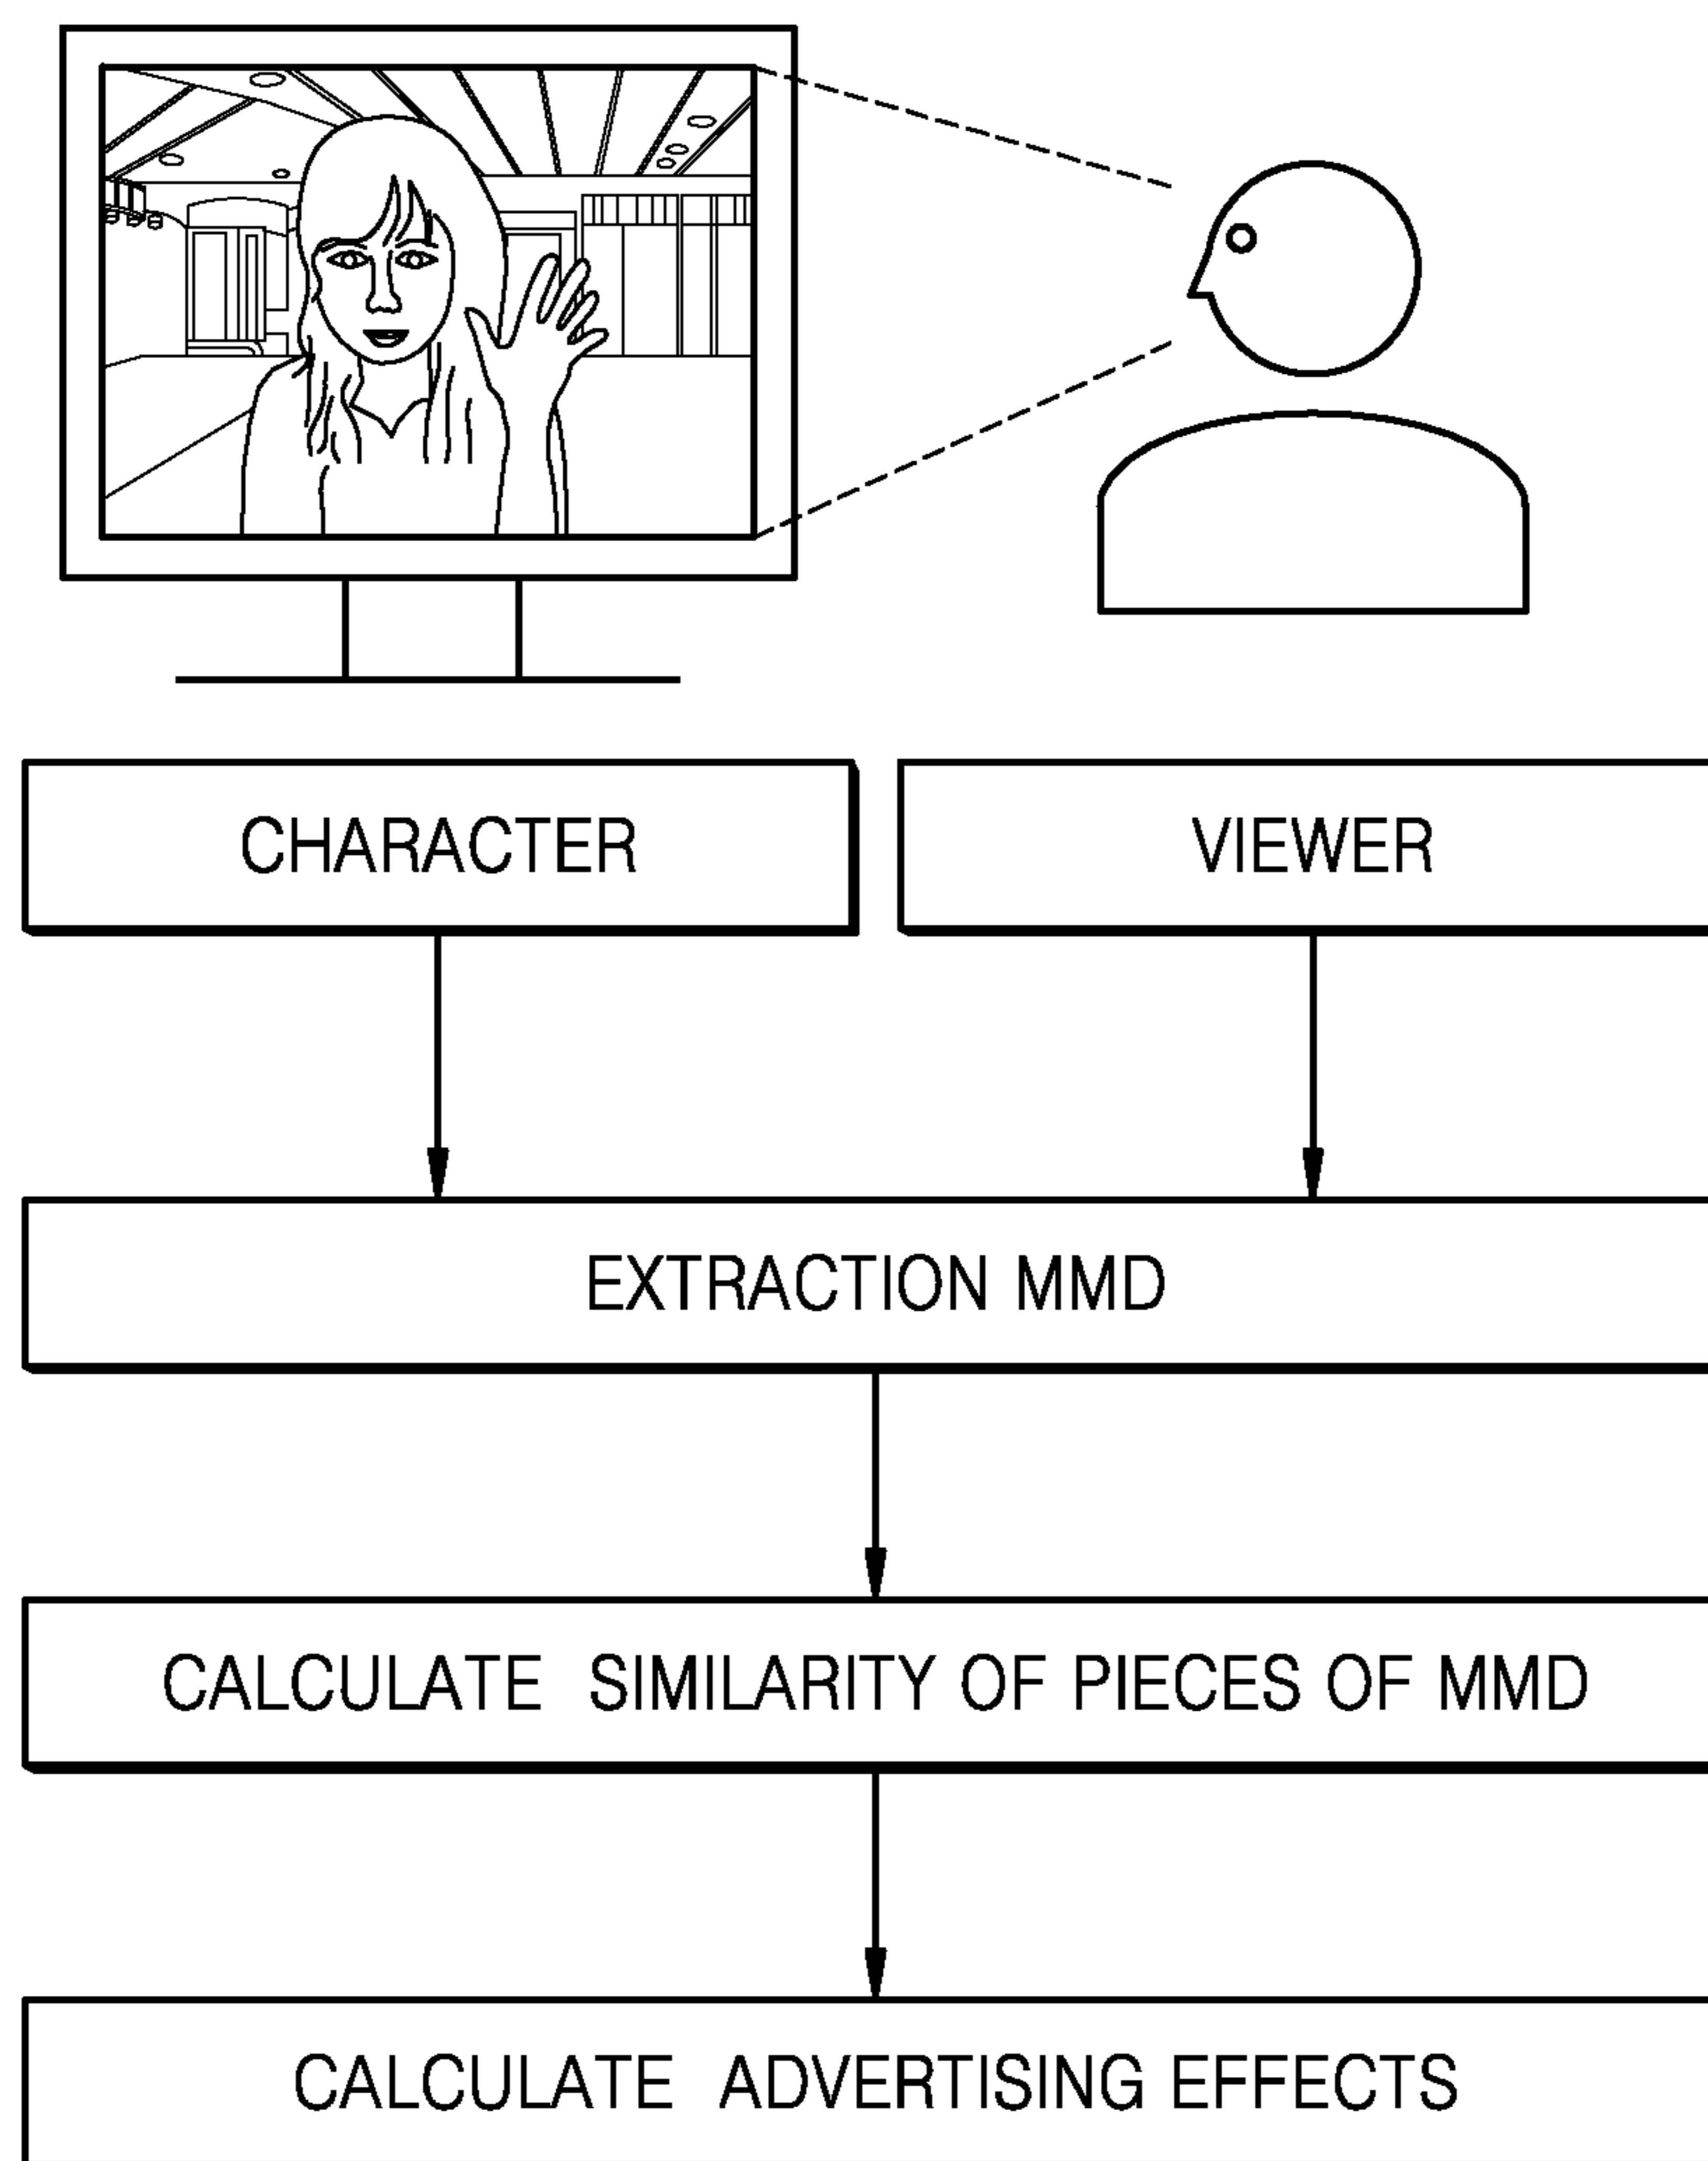 CHARACTER
VIEWER
EXTRACTION MMD
CALCULATE SIMILARITY OF PIECES OF MMD
CALCULATE ADVERTISING EFFECTS